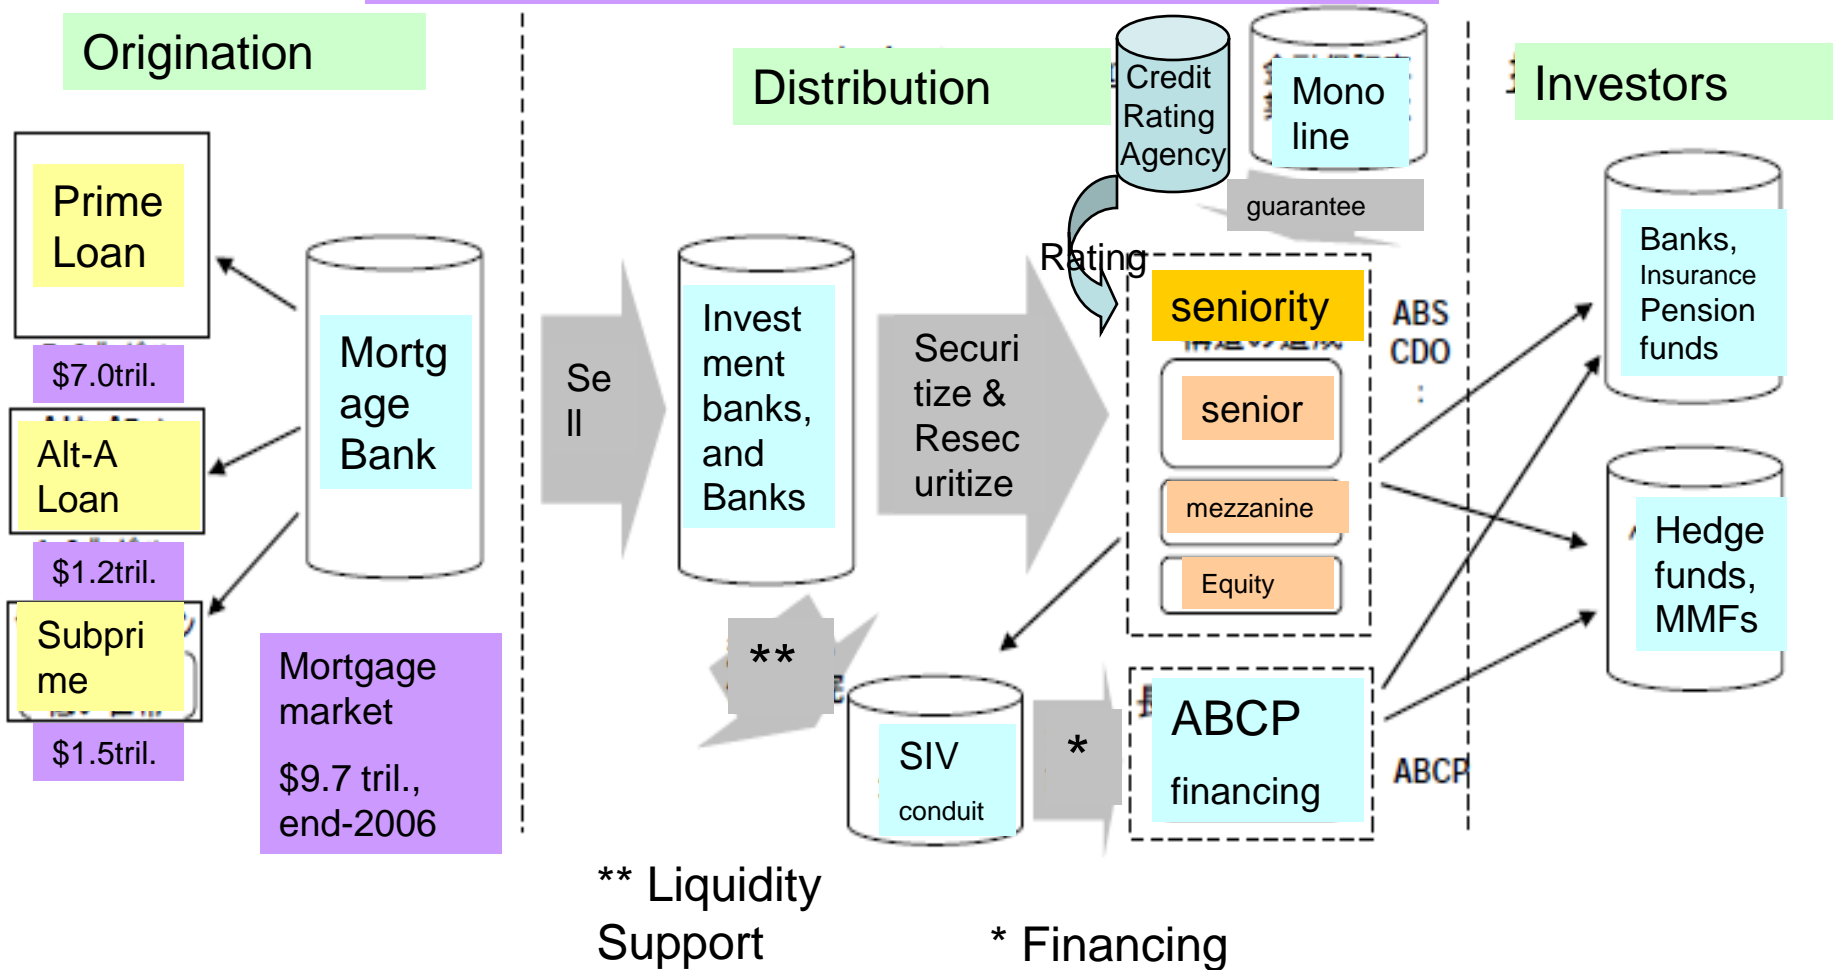 Origination
Distribution
Credit
Rating
Agency
Mono
line
Investors
Prime
Loan
$7.0tril.
Alt-A
Loan
$1.2tril.
Subpri
me
$1.5tril.
Mortg
age
Bank
Mortgage
market
$9.7 tril.,
end-2006
Se
ll
Invest
ment
banks,
and
Banks
Securi
tize &
Resec
uritize
Rating
guarantee
seniority
senior
mezzanine
Equity
ABS
CDO
:
**
SIV
conduit
*
ABCP
financing
ABCP
Banks,
Insurance
Pension
funds
Hedge
funds,
MMFs
** Liquidity
Support
* Financing